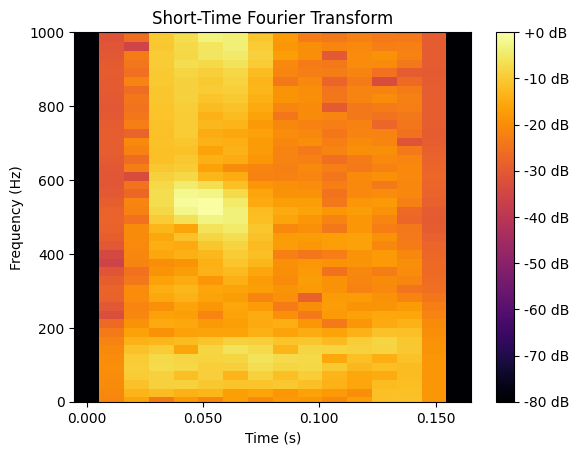 Short-Time Fourier Transform
1000
800
600
400
200
0
Frequency (Hz)
0.000
0.050
0.100
0.150
Time (s)
+0 dB
-10 dB
-20 dB
-30 dB
-40 dB
-50 dB
-60 dB
-70 dB
-80 dB